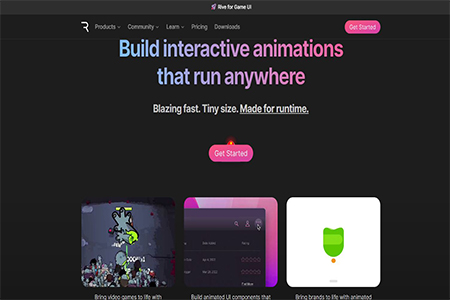 Rive for Game UI
Products Community Learn Pricing Downloads Get Started
Build interactive animations
that run anywhere
Blazing fast. Tiny size. Made for runtime.
Get Started
Bring video games to life with
Build animated UI components that
Bring brands to life with animated